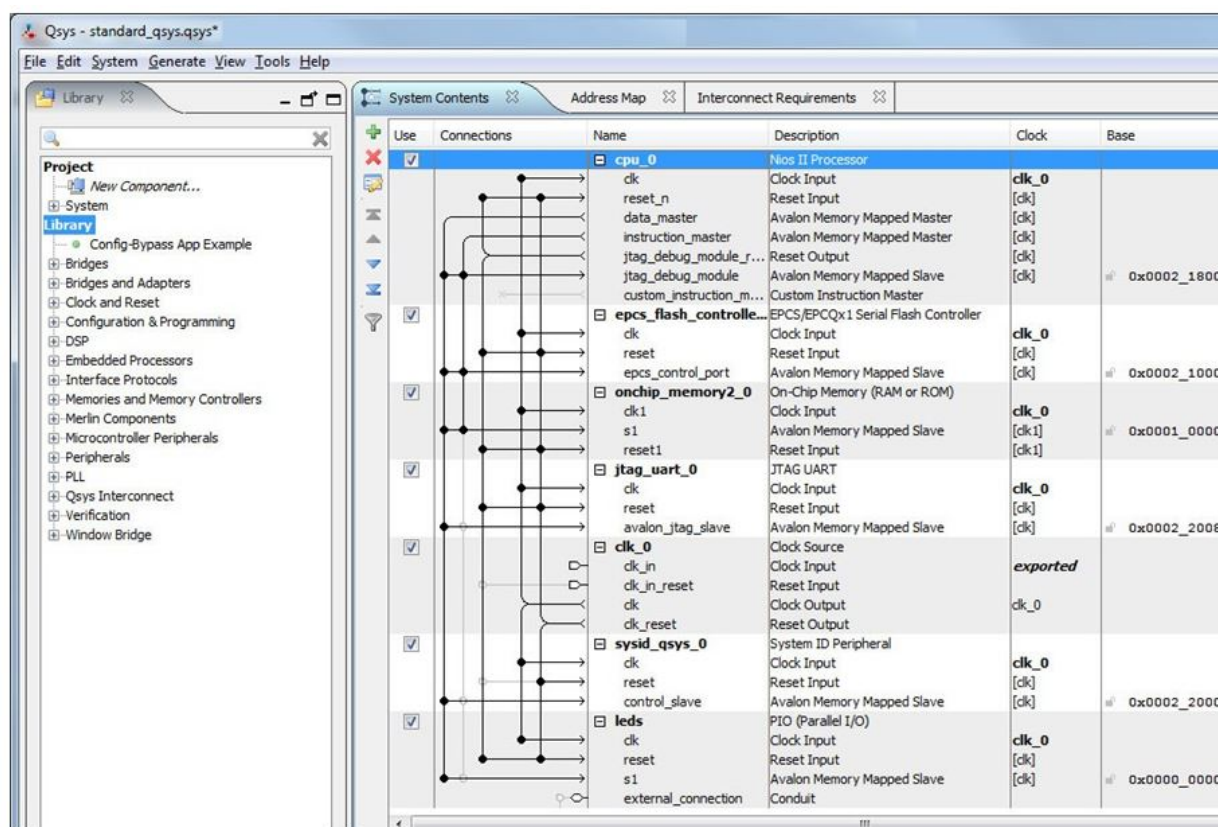 Qsys - standard_qsys.qsys*
File Edit System Generate View Tools Help
Library
Project
New Component...
System
Library
Config-Bypass App Example
Bridges
Bridges and Adapters
Clock and Reset
Configuration & Programming
DSP
Embedded Processors
Interface Protocols
Memories and Memory Controllers
Merlin Components
Microcontroller Peripherals
Peripherals
PLL
Qsys Interconnect
Verification
Window Bridge
System Contents Address Map Interconnect Requirements
Use Connections Name Description Clock Base
cpu_0 Nios II Processor
clk Clock Input clk_0
reset_n Reset Input [clk]
data_master Avalon Memory Mapped Master [clk]
instruction_master Avalon Memory Mapped Master [clk]
jtag_debug_module_r... Reset Output [clk]
jtag_debug_module Avalon Memory Mapped Slave [clk] 0x0002_1800
custom_instruction_m... Custom Instruction Master
epcs_flash_controlle... EPCS/EPCQx1 Serial Flash Controller
clk Clock Input clk_0
reset Reset Input [clk]
epcs_control_port Avalon Memory Mapped Slave [clk] 0x0002_1000
onchip_memory2_0 On-Chip Memory (RAM or ROM)
clk1 Clock Input clk_0
s1 Avalon Memory Mapped Slave [clk1] 0x0001_0000
reset1 Reset Input [clk1]
jtag_uart_0 JTAG UART
clk Clock Input clk_0
reset Reset Input [clk]
avalon_jtag_slave Avalon Memory Mapped Slave [clk] 0x0002_2008
clk_0 Clock Source
clk_in Clock Input exported
clk_in_reset Reset Input
clk Clock Output clk_0
clk_reset Reset Output
sysid_qsys_0 System ID Peripheral
clk Clock Input clk_0
reset Reset Input [clk]
control_slave Avalon Memory Mapped Slave [clk] 0x0002_2000
leds PIO (Parallel I/O)
clk Clock Input clk_0
reset Reset Input [clk]
s1 Avalon Memory Mapped Slave [clk] 0x0000_0000
external_connection Conduit